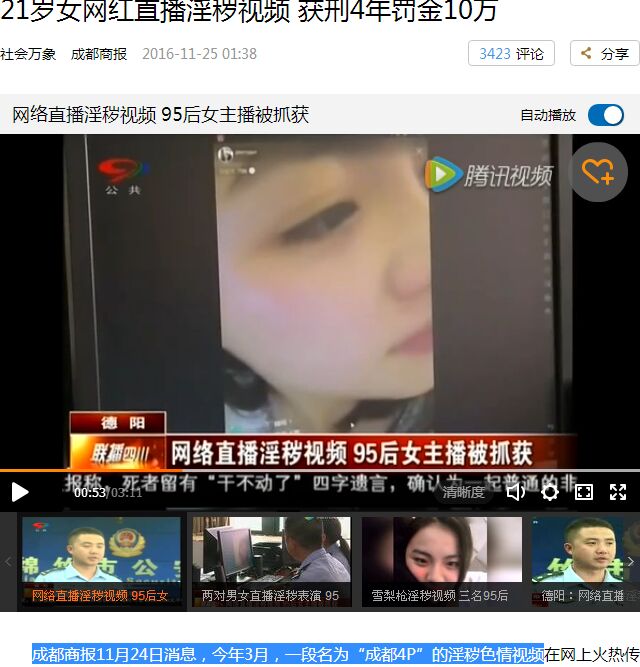 21岁女网红直播淫秽视频 获刑4年罚金10万
社会万象 成都商报 2016-11-25 01:38
3423 评论
分享
网络直播淫秽视频 95后女主播被抓获
自动播放
公共
腾讯视频
德阳
联播四川
网络直播淫秽视频 95后女主播被抓获
报称，死者留有“干不动了”四字遗言，确认为一起普通的非
00:53/03:11
清晰度
网络直播淫秽视频 95后女
两对男女直播淫秽表演 95
雪梨枪淫秽视频 三名95后
德阳：网络直播
成都商报11月24日消息，今年3月，一段名为“成都4P”的淫秽色情视频在网上火热传